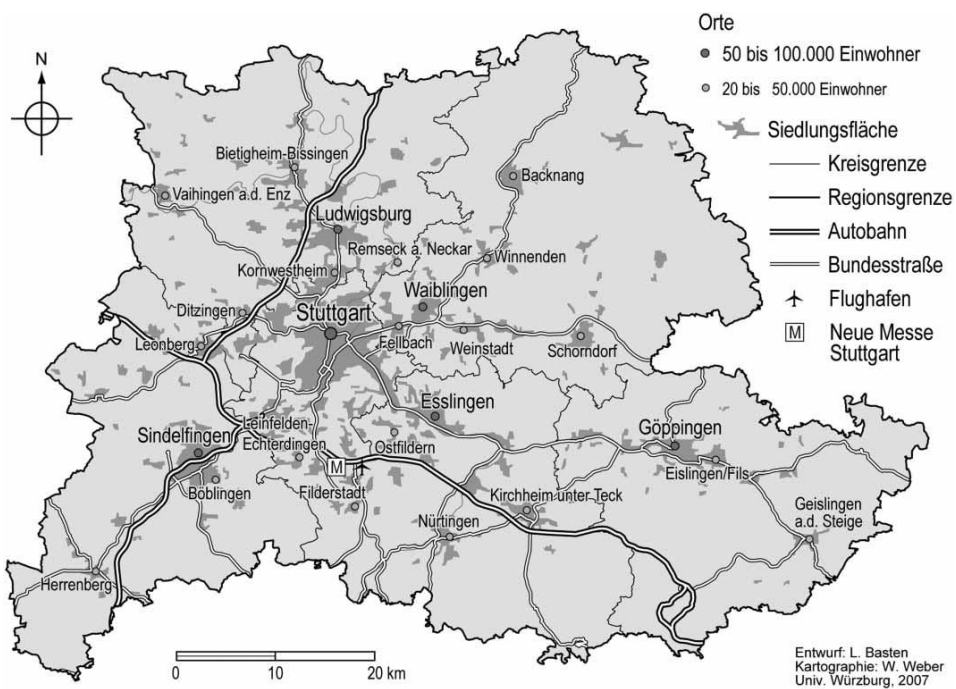 N
Orte
50 bis 100.000 Einwohner
20 bis 50.000 Einwohner
Siedlungsfläche
Kreisgrenze
Regionsgrenze
Autobahn
Bundesstraße
Flughafen
M
Neue Messe
Stuttgart
Bietigheim-Bissingen
Vaihingen a.d. Enz
Backnang
Ludwigsburg
Remseck a. Neckar
Winnenden
Kornwestheim
Waiblingen
Ditzingen
Stuttgart
Leonberg
Fellbach
Weinstadt
Schorndorf
Esslingen
Leinfelden-
Echterdingen
Sindelfingen
Ostfildern
Göppingen
Eislingen/Fils
M
Böblingen
Filderstadt
Kirchheim unter Teck
Nürtingen
Geislingen
a.d. Steige
Herrenberg
0 10 20 km
Entwurf: L. Basten
Kartographie: W. Weber
Univ. Würzburg, 2007